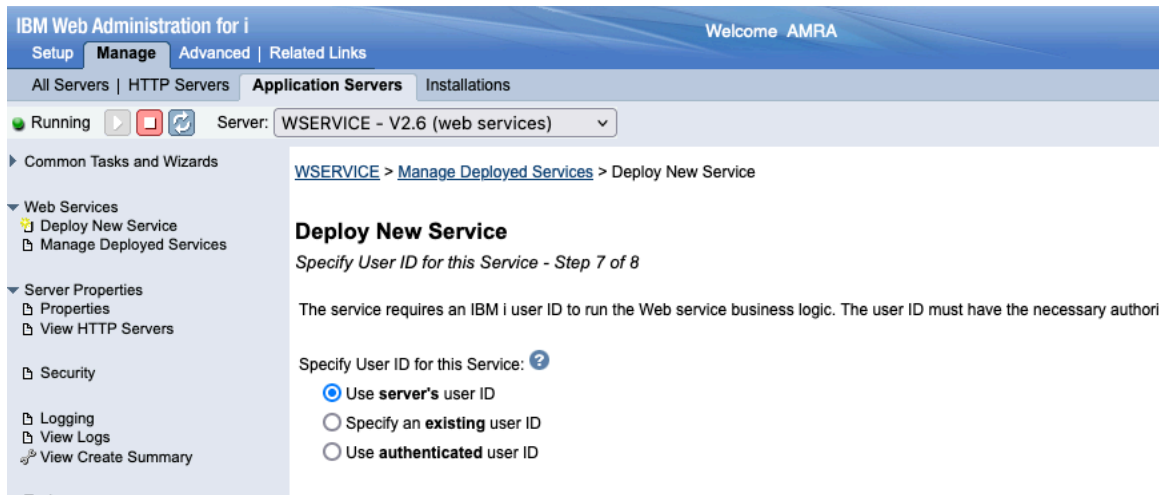 IBM Web Administration for i
Welcome AMRA
Setup Manage Advanced | Related Links
All Servers | HTTP Servers Application Servers Installations
Running Server: WSERVICE - V2.6 (web services)
Common Tasks and Wizards
WSERVICE > Manage Deployed Services > Deploy New Service
Web Services
Deploy New Service
Manage Deployed Services
Deploy New Service
Specify User ID for this Service - Step 7 of 8
Server Properties
Properties
View HTTP Servers
The service requires an IBM i user ID to run the Web service business logic. The user ID must have the necessary authori
Security
Specify User ID for this Service: ?
Use server's user ID
Specify an existing user ID
Use authenticated user ID
Logging
View Logs
View Create Summary